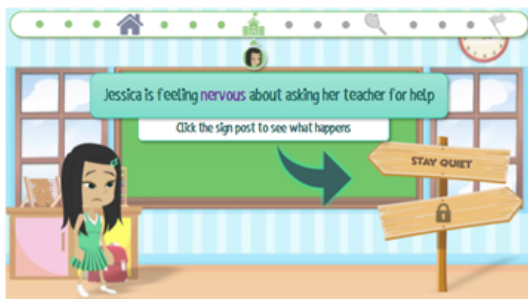 Jessica is feeling nervous about asking her teacher for help
Click the sign post to see what happens
STAY QUIET